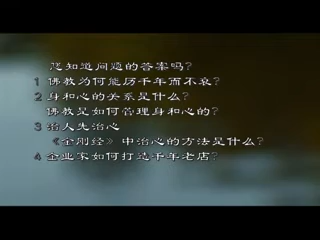 您知道问题的答案吗?
1 佛教为何能历千年而不衰?
2 身和心的关系是什么?
佛教是如何管理身和心的?
3 治人先治心
《金刚经》中治心的方法是什么?
4 企业家如何打造千年老店?